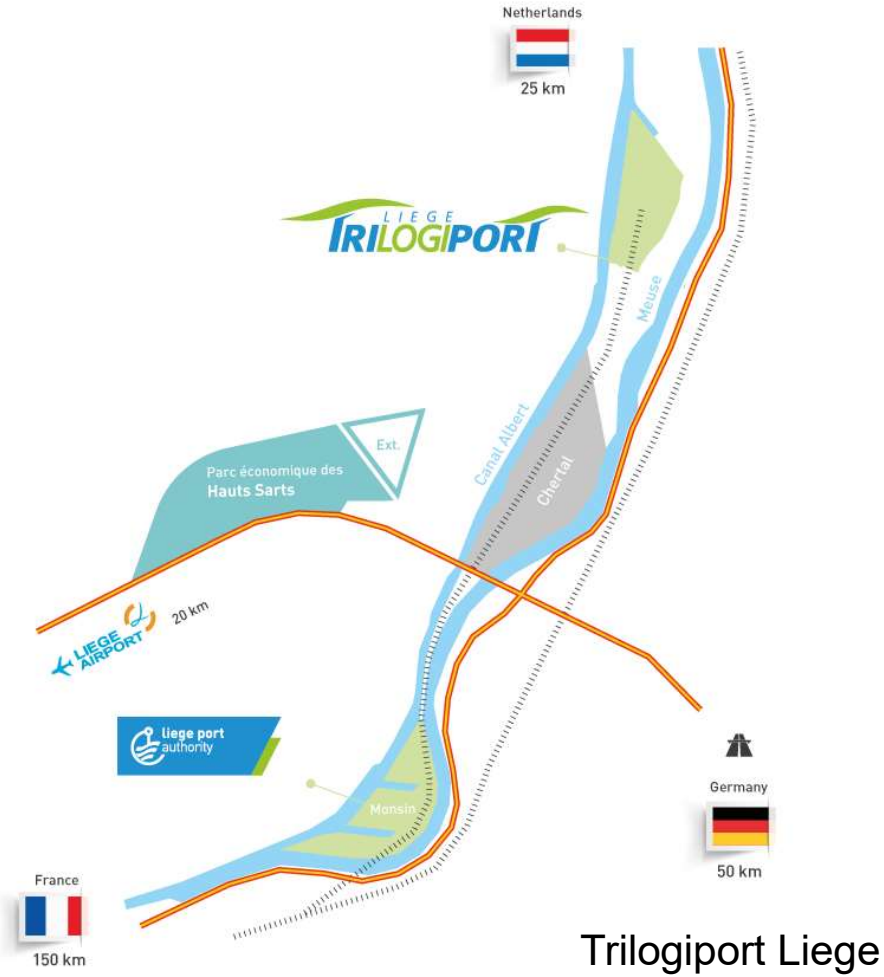 Netherlands
25 km
LIEGE
TRILOGIPORT
Meuse
Canal Albert
Ext.
Parc économique des
Hauts Sarts
Chertal
20 km
LIEGE
AIRPORT
liege port
authority
Monsin
Germany
50 km
France
150 km
Trilogiport Liege